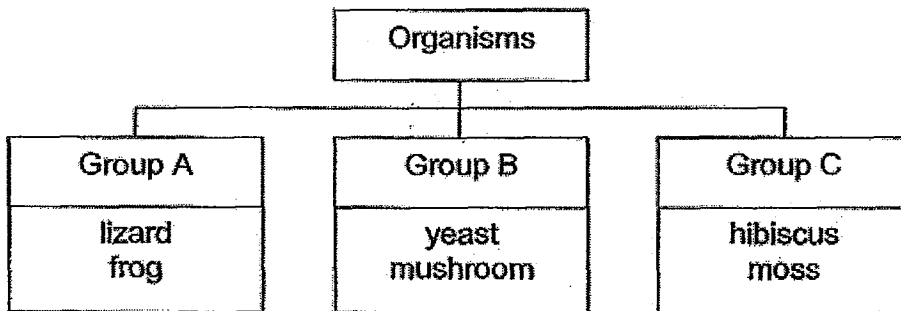 Organisms
Group A
lizard
frog
Group B
yeast
mushroom
Group C
hibiscus
moss